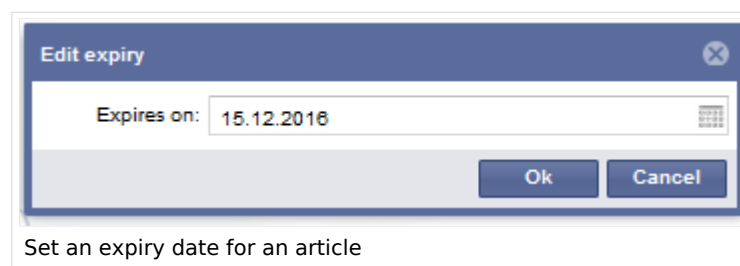 Edit expiry
Expires on: 15.12.2016
Ok Cancel
Set an expiry date for an article